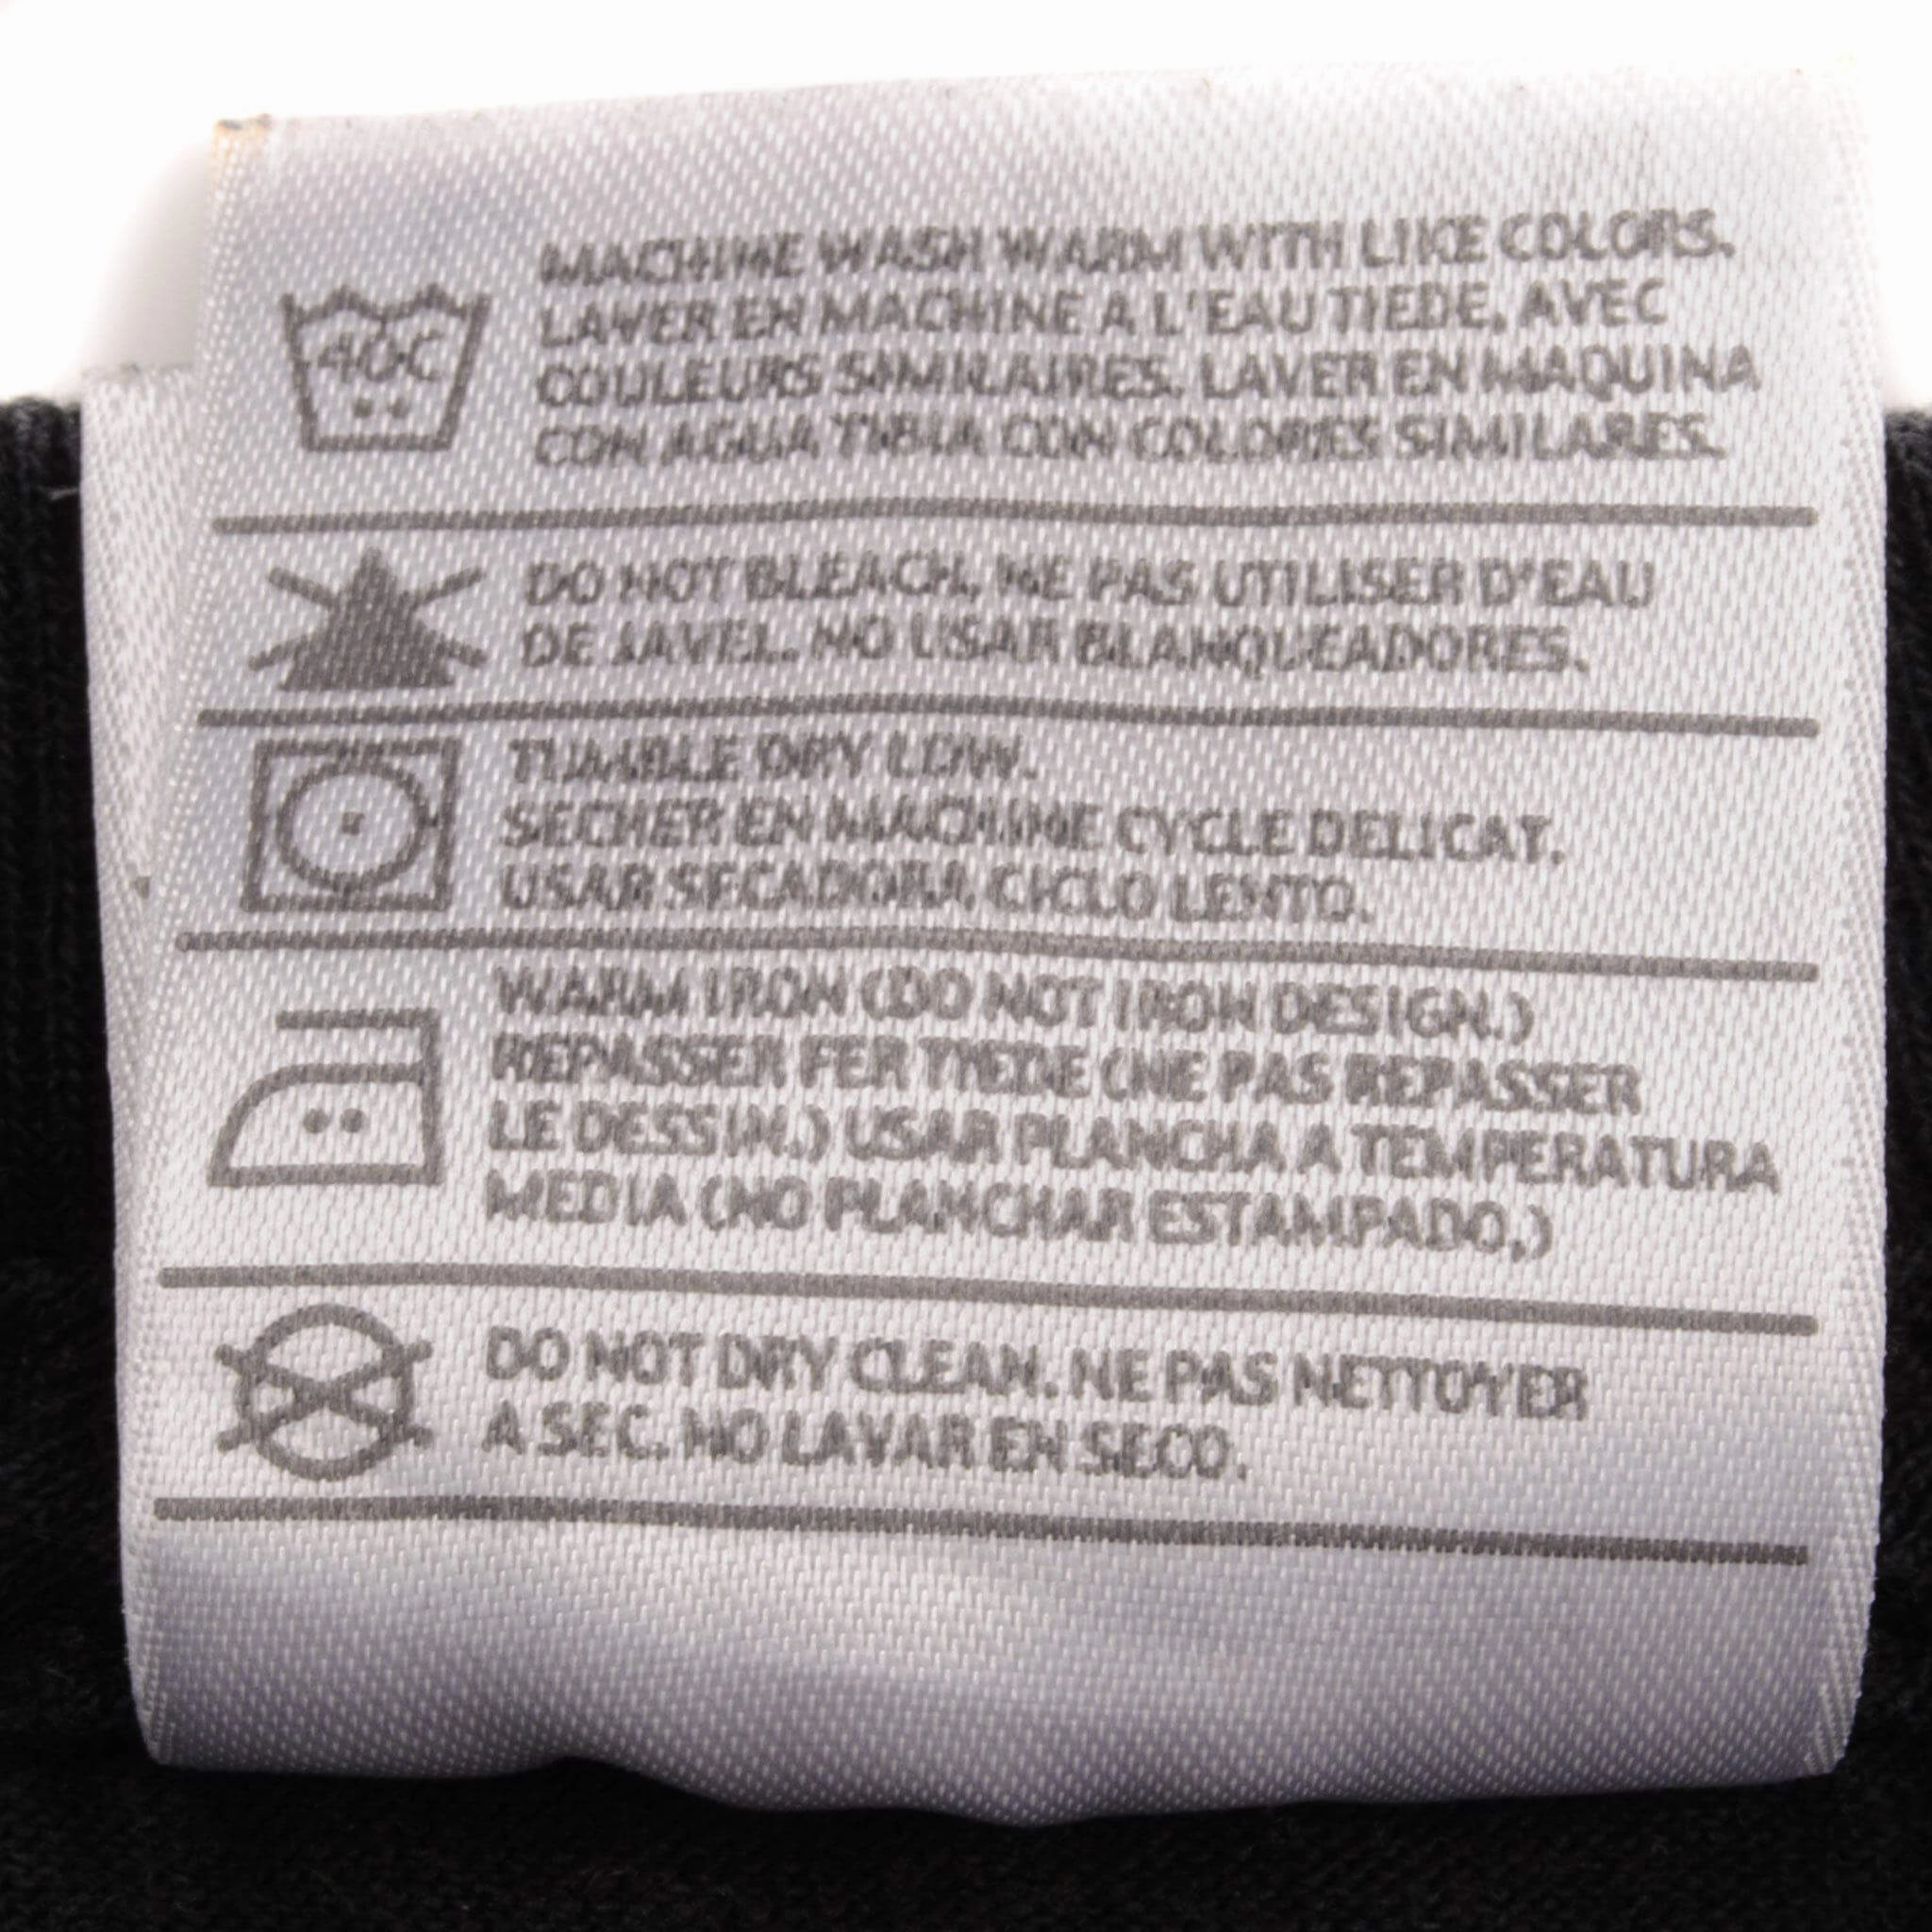 MACHINE WASH WARM WITH LIKE COLORS.
LAVER EN MACHINE A L'EAU TIEDE, AVEC
40C
COULEURS SIMILAIRES. LAVER EN MAQUINA
CON AGUA TIBIA CON COLORES SIMILARES.
DO NOT BLEACH. NE PAS UTILISER D'EAU
DE JAVEL. NO USAR BLANQUEADORES.
TUMBLE DRY LOW.
SECHER EN MACHINE CYCLE DELICAT.
USAR SECADORA CICLO LENTO.
WARM IRON (DO NOT IRON DESIGN.)
REPASSER FER TIEDE (NE PAS REPASSER
LE DESSIN.) USAR PLANCHA A TEMPERATURA
MEDIA (NO PLANCHAR ESTAMPADO.)
DO NOT DRY CLEAN. NE PAS NETTOYER
A SEC. NO LAVAR EN SECO.